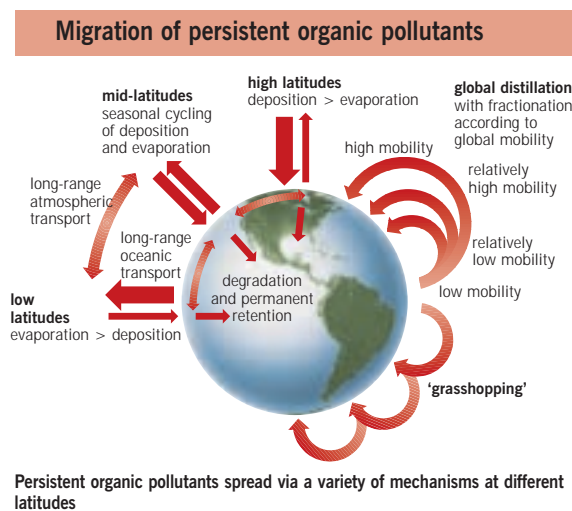 Migration of persistent organic pollutants
high latitudes
deposition > evaporation
mid-latitudes
seasonal cycling
of deposition
and evaporation
global distillation
with fractionation
according to
global mobility
high mobility
relatively
high mobility
long-range
atmospheric
transport
long-range
oceanic
transport
relatively
low mobility
degradation
and permanent
retention
low mobility
low
latitudes
evaporation > deposition
‘grasshopping’
Persistent organic pollutants spread via a variety of mechanisms at different
latitudes